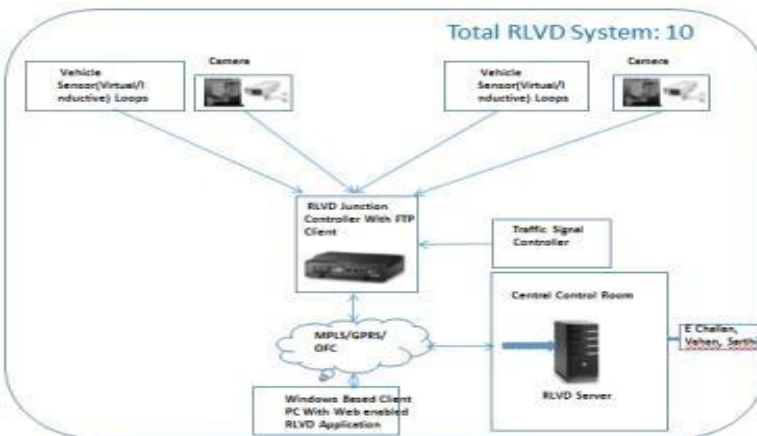 Total RLVD System: 10
Vehicle
Sensor(Virtual/I
nductive) Loops
Camera
Vehicle
Sensor(Virtual/I
nductive) Loops
Camera
RLVD Junction
Controller With FTP
Client
Traffic Signal
Controller
Central Control Room
MPLS/GPRS/
OFC
E Challan,
Vahan, Sarthi
RLVD Server
Windows Based Client
PC With Web enabled
RLVD Application